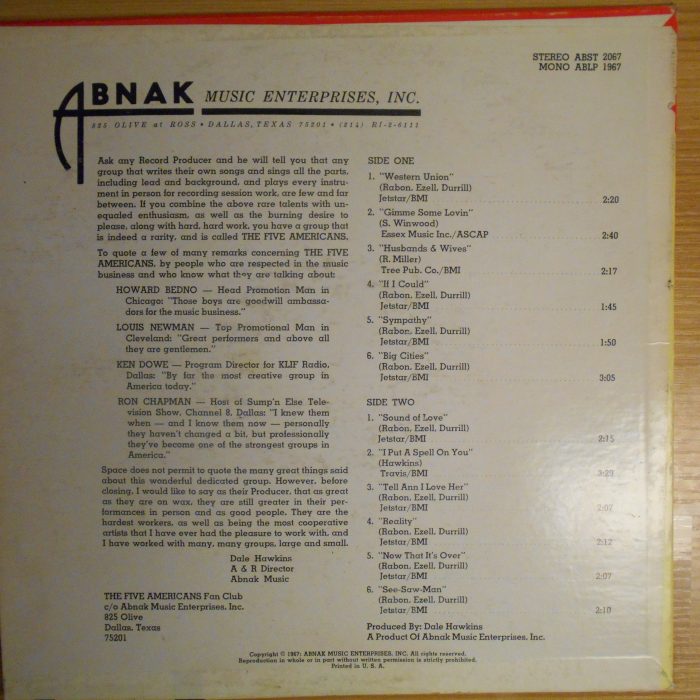 STEREO ABST 2067
MONO ABLP 1967
ABNAK MUSIC ENTERPRISES, INC.
825 OLIVE at ROSS • DALLAS, TEXAS 75201 • (214) RI-2-6111
Ask any Record Producer and he will tell you that any
group that writes their own songs and sings all the parts,
including lead and background, and plays every instru-
ment in person for recording session work, are few and far
between. If you combine the above rare talents with un-
equaled enthusiasm, as well as the burning desire to
please, along with hard, hard work, you have a group that
is indeed a rarity, and is called THE FIVE AMERICANS.
To quote a few of many remarks concerning THE FIVE
AMERICANS, by people who are respected in the music
business and who know what they are talking about:
HOWARD BEDNO — Head Promotion Man in
Chicago: "Those boys are goodwill ambassa-
dors for the music business."
LOUIS NEWMAN — Top Promotional Man in
Cleveland: "Great performers and above all
they are gentlemen."
KEN DOWE — Program Director for KLIF Radio,
Dallas: "By far the most creative group in
America today."
RON CHAPMAN — Host of Sump'n Else Tele-
vision Show, Channel 8, Dallas: "I knew them
when — and I know them now — personally
they haven't changed a bit, but professionally
they've become one of the strongest groups in
America."
Space does not permit to quote the many great things said
about this wonderful dedicated group. However, before
closing, I would like to say as their Producer, that as great
as they are on wax, they are still greater in their per-
formances in person and as good people. They are the
hardest workers, as well as being the most cooperative
artists that I have ever had the pleasure to work with, and
I have worked with many, many groups, large and small.
Dale Hawkins
A & R Director
Abnak Music
THE FIVE AMERICANS Fan Club
c/o Abnak Music Enterprises, Inc.
825 Olive
Dallas, Texas
75201
SIDE ONE
1. "Western Union"
(Rabon, Ezell, Durrill)
Jetstar/BMI 2:20
2. "Gimme Some Lovin"
(S. Winwood)
Essex Music Inc./ASCAP 2:40
3. "Husbands & Wives"
(R. Miller)
Tree Pub. Co./BMI 2:17
4. "If I Could"
(Rabon, Ezell, Durrill)
Jetstar/BMI 1:45
5. "Sympathy"
(Rabon, Ezell, Durrill)
Jetstar/BMI 1:50
6. "Big Cities"
(Rabon, Ezell, Durrill)
Jetstar/BMI 3:05
SIDE TWO
1. "Sound of Love"
(Rabon, Ezell, Durrill)
Jetstar/BMI 2:15
2. "I Put A Spell On You"
(Hawkins)
Travis/BMI 3:29
3. "Tell Ann I Love Her"
(Rabon, Ezell, Durrill)
Jetstar/BMI 2:07
4. "Reality"
(Rabon, Ezell, Durrill)
Jetstar/BMI 2:12
5. "Now That It's Over"
(Rabon, Ezell, Durrill)
Jetstar/BMI 2:07
6. "See-Saw-Man"
(Rabon, Ezell, Durrill)
Jetstar/BMI 2:10
Produced By: Dale Hawkins
A Product Of Abnak Music Enterprises, Inc.
Copyright © 1967; ABNAK MUSIC ENTERPRISES, INC. All rights reserved.
Reproduction in whole or in part without written permission is strictly prohibited.
Printed in U. S. A.